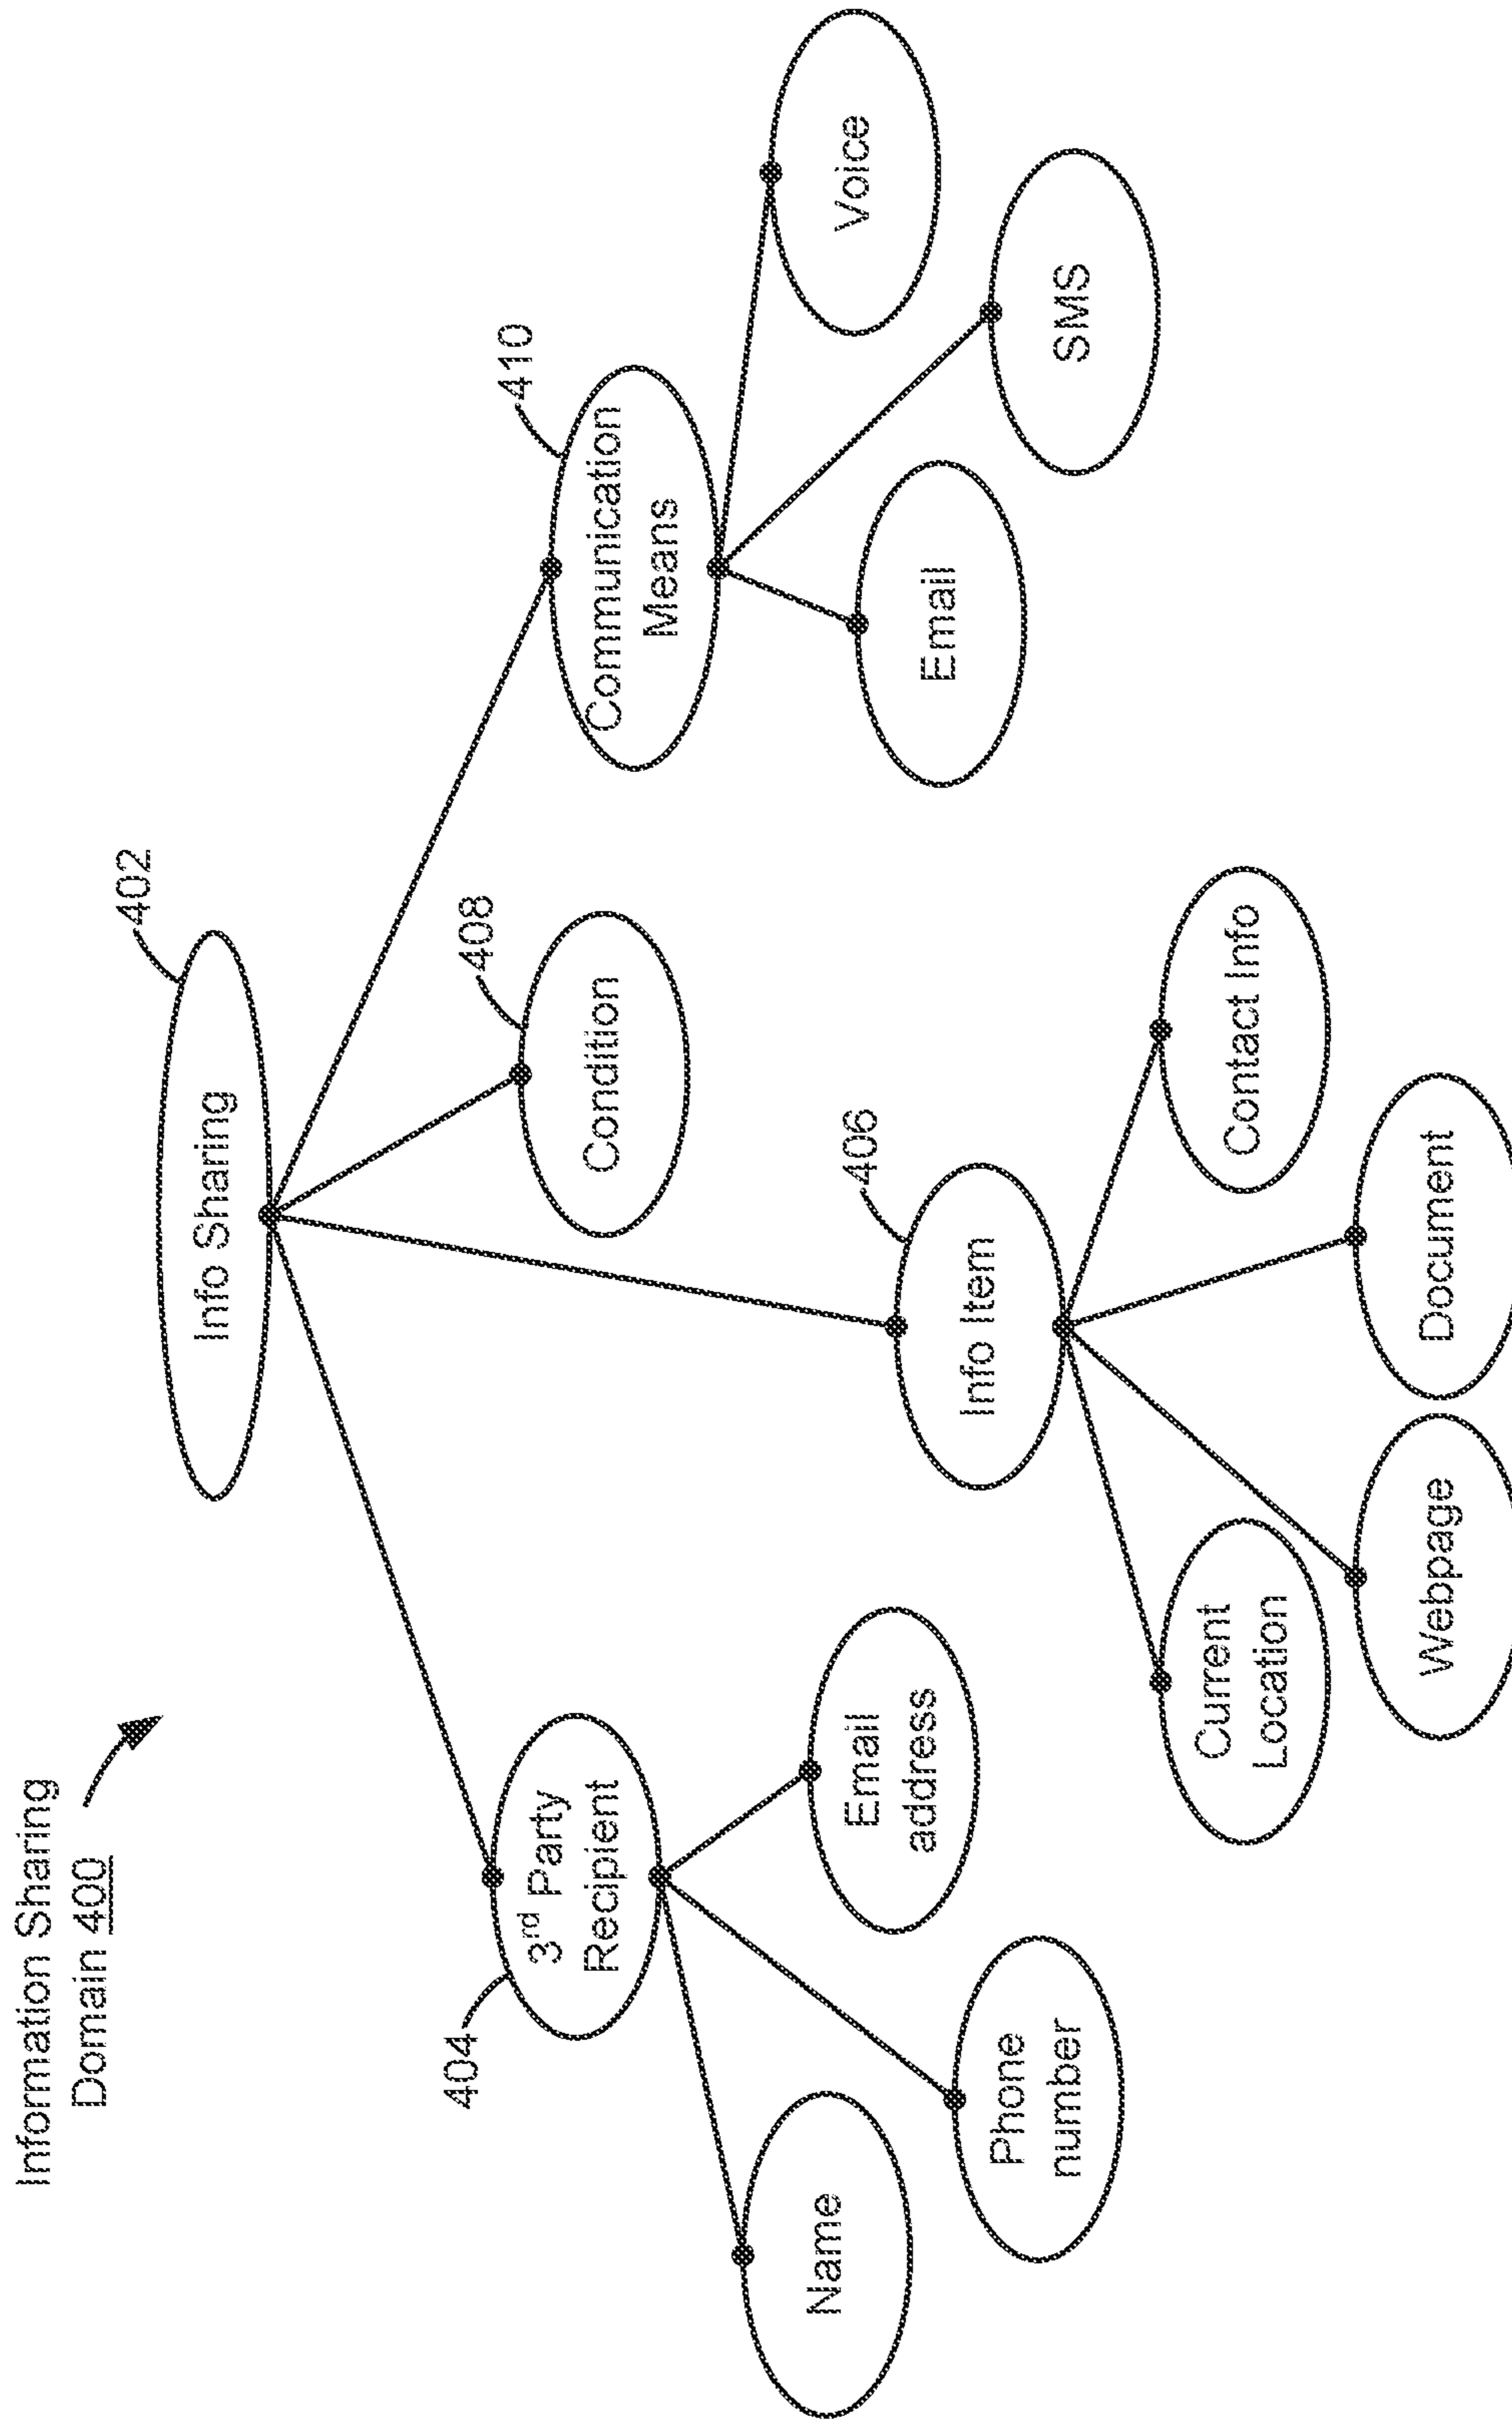 Information Sharing
Domain 400
402
Info Sharing
404
3rd Party
Recipient
408
Condition
410
Communication
Means
Name
Phone
number
Email
address
406
Info Item
Current
Location
Webpage
Document
Contact Info
Email
SMS
Voice